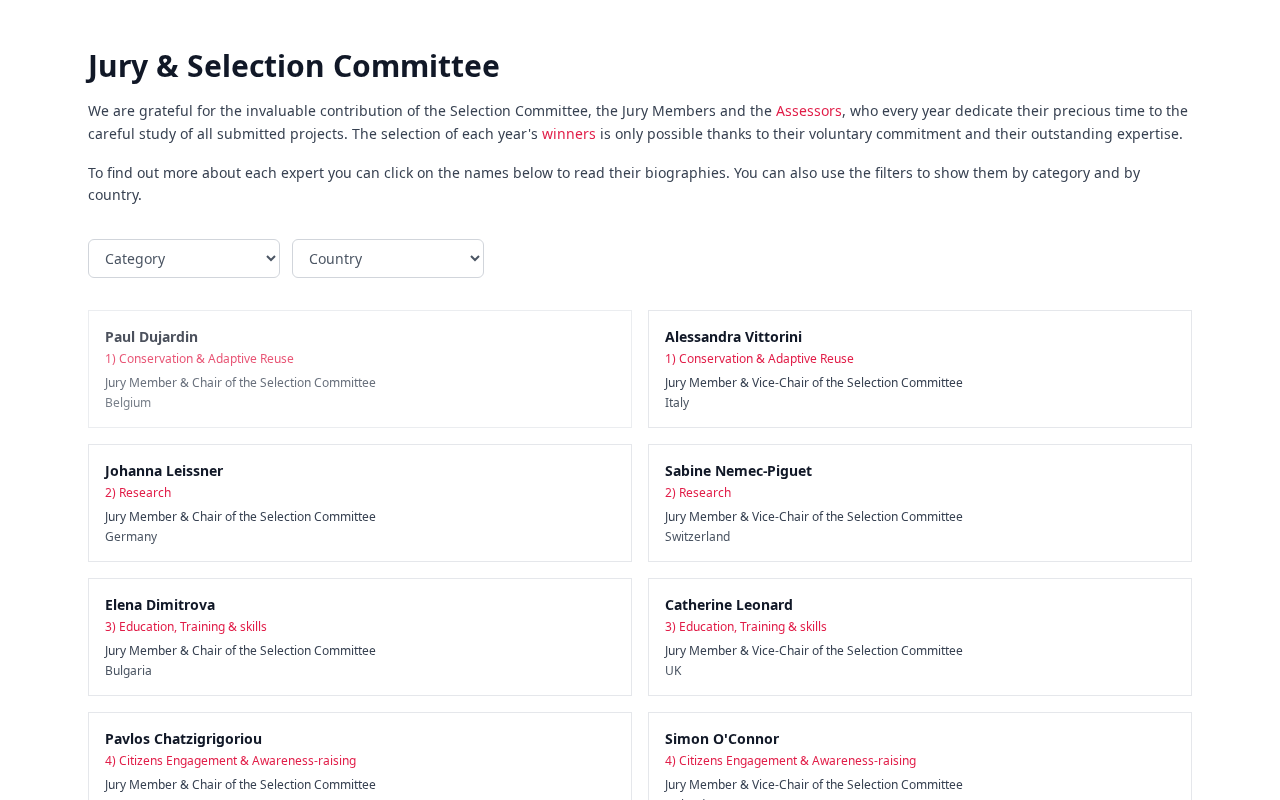 Jury & Selection Committee
We are grateful for the invaluable contribution of the Selection Committee, the Jury Members and the Assessors, who every year dedicate their precious time to the
careful study of all submitted projects. The selection of each year's winners is only possible thanks to their voluntary commitment and their outstanding expertise.
To find out more about each expert you can click on the names below to read their biographies. You can also use the filters to show them by category and by
country.
Category
Country
Paul Dujardin
1) Conservation & Adaptive Reuse
Jury Member & Chair of the Selection Committee
Belgium
Alessandra Vittorini
1) Conservation & Adaptive Reuse
Jury Member & Vice-Chair of the Selection Committee
Italy
Johanna Leissner
2) Research
Jury Member & Chair of the Selection Committee
Germany
Sabine Nemec-Piguet
2) Research
Jury Member & Vice-Chair of the Selection Committee
Switzerland
Elena Dimitrova
3) Education, Training & skills
Jury Member & Chair of the Selection Committee
Bulgaria
Catherine Leonard
3) Education, Training & skills
Jury Member & Vice-Chair of the Selection Committee
UK
Pavlos Chatzigrigoriou
4) Citizens Engagement & Awareness-raising
Jury Member & Chair of the Selection Committee
Simon O'Connor
4) Citizens Engagement & Awareness-raising
Jury Member & Vice-Chair of the Selection Committee